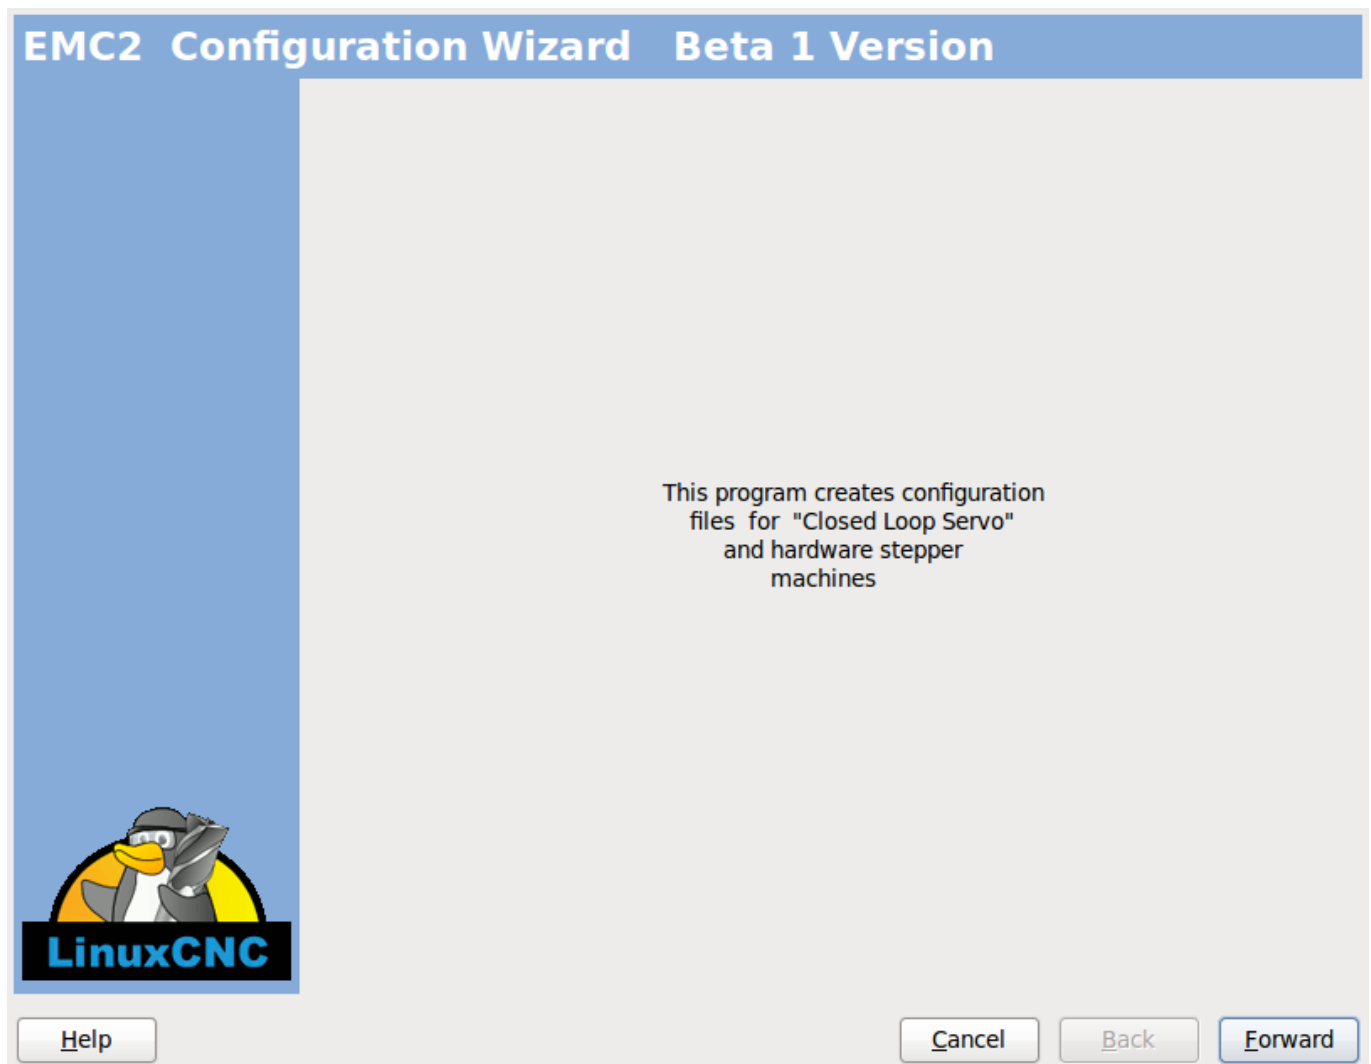 EMC2 Configuration Wizard Beta 1 Version
This program creates configuration
files for "Closed Loop Servo"
and hardware stepper
machines
LinuxCNC
Help
Cancel
Back
Forward